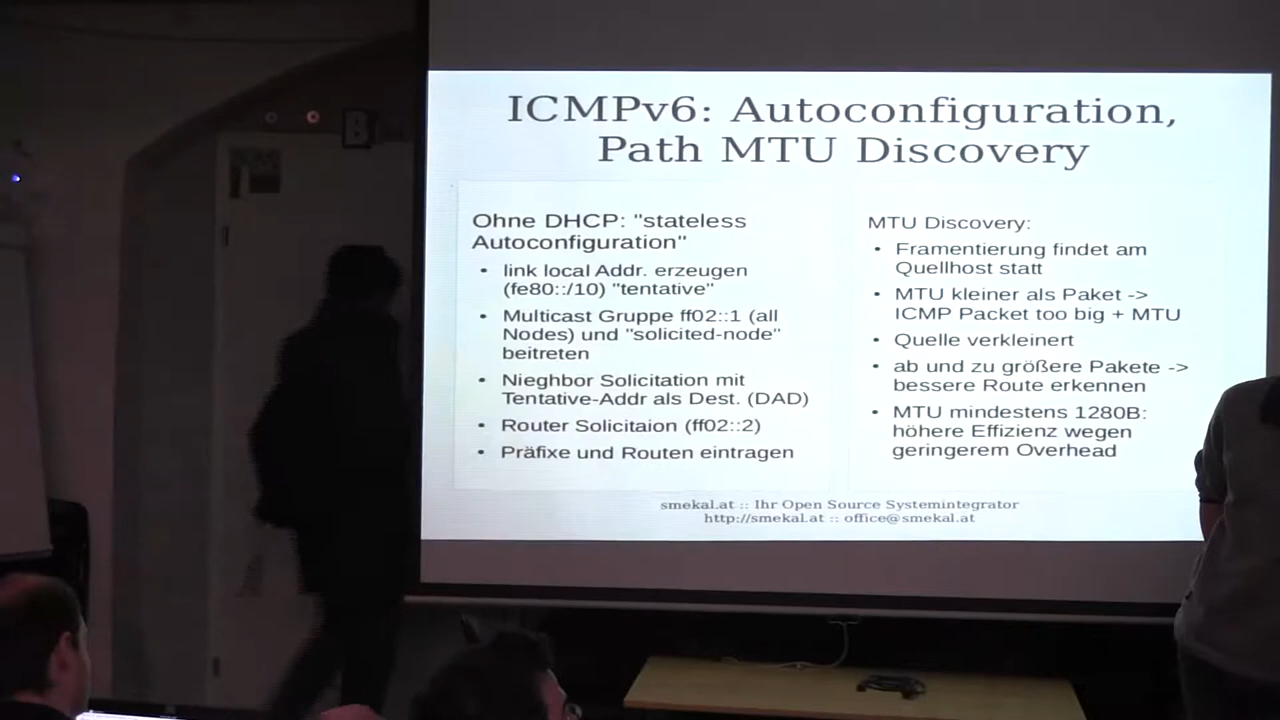 B
ICMPv6: Autoconfiguration,
Path MTU Discovery
Ohne DHCP: "stateless
Autoconfiguration"
• link local Addr. erzeugen
(fe80::/10) "tentative"
• Multicast Gruppe ff02::1 (all
Nodes) und "solicited-node"
beitreten
• Nieghbor Solicitation mit
Tentative-Addr als Dest. (DAD)
• Router Solicitaion (ff02::2)
• Präfixe und Routen eintragen
MTU Discovery:
• Framentierung findet am
Quellhost statt
• MTU kleiner als Paket ->
ICMP Packet too big + MTU
• Quelle verkleinert
• ab und zu größere Pakete ->
bessere Route erkennen
• MTU mindestens 1280B:
höhere Effizienz wegen
geringerem Overhead
smekal.at :: Ihr Open Source Systemintegrator
http://smekal.at :: office@smekal.at